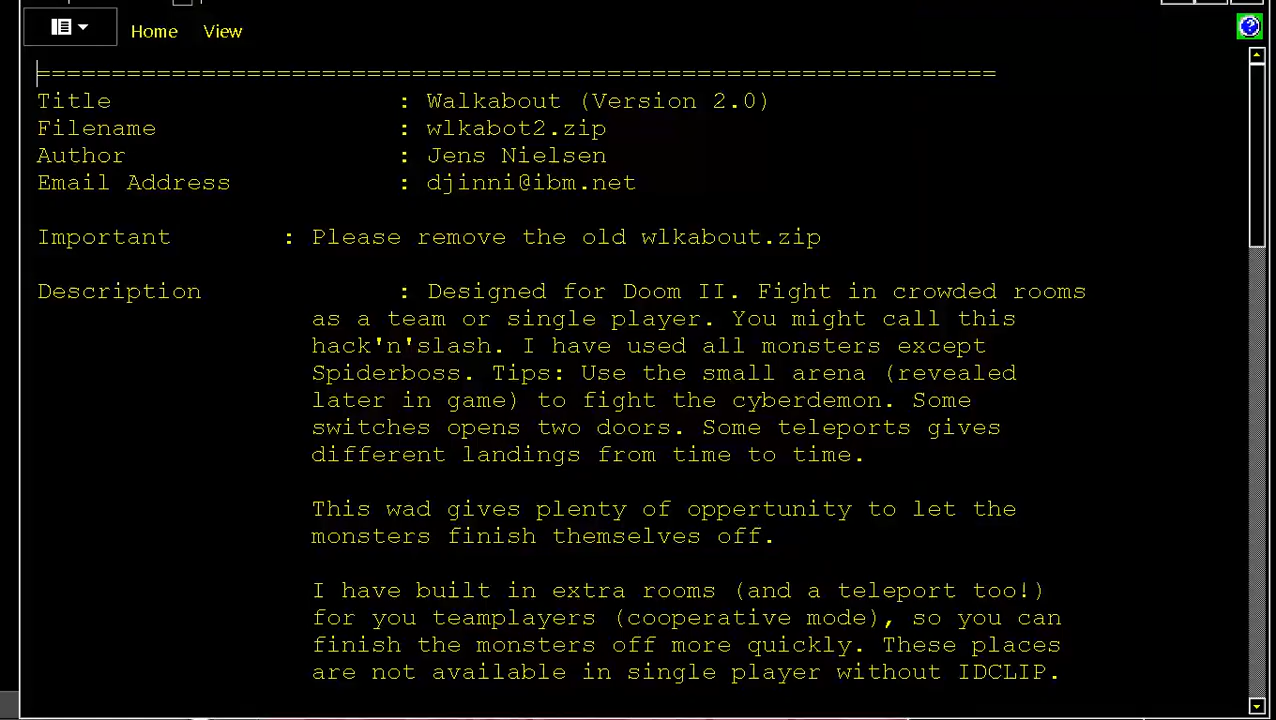 Home View
================================================================
Title : Walkabout (Version 2.0)
Filename : wlkabot2.zip
Author : Jens Nielsen
Email Address : djinni@ibm.net
Important : Please remove the old wlkabout.zip
Description : Designed for Doom II. Fight in crowded rooms
as a team or single player. You might call this
hack'n'slash. I have used all monsters except
Spiderboss. Tips: Use the small arena (revealed
later in game) to fight the cyberdemon. Some
switches opens two doors. Some teleports gives
different landings from time to time.
This wad gives plenty of opportunity to let the
monsters finish themselves off.
I have built in extra rooms (and a teleport too!)
for you teamplayers (cooperative mode), so you can
finish the monsters off more quickly. These places
are not available in single player without IDCLIP.